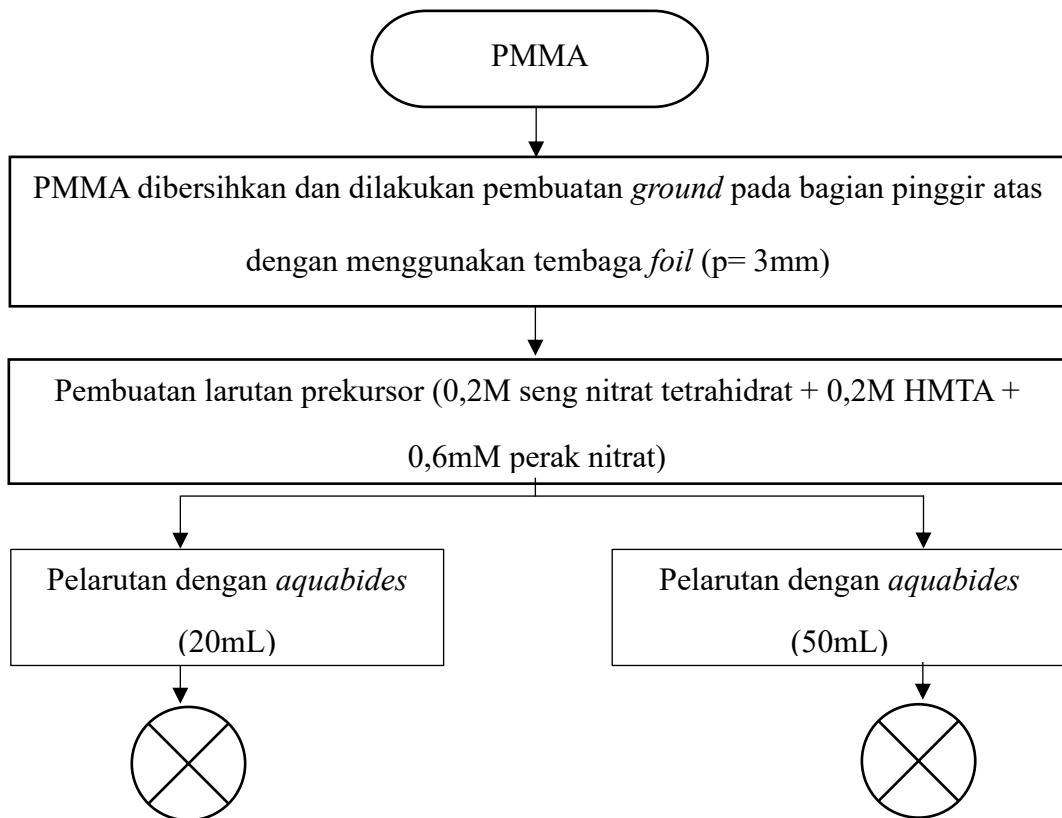 PMMA
PMMA dibersihkan dan dilakukan pembuatan ground pada bagian pinggir atas
dengan menggunakan tembaga foil (p= 3mm)
Pembuatan larutan prekursor (0,2M seng nitrat tetrahidrat + 0,2M HMTA +
0,6mM perak nitrat)
Pelarutan dengan aquabides
(20mL)
Pelarutan dengan aquabides
(50mL)